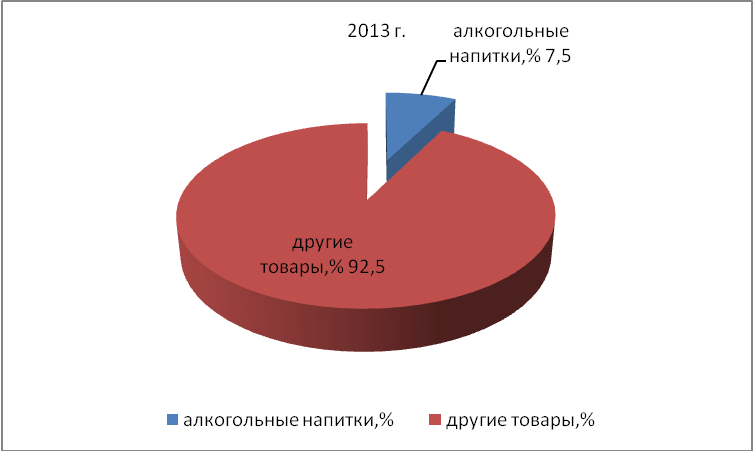 2013 г.
алкогольные
напитки,% 7,5
другие
товары,% 92,5
алкогольные напитки,%
другие товары,%